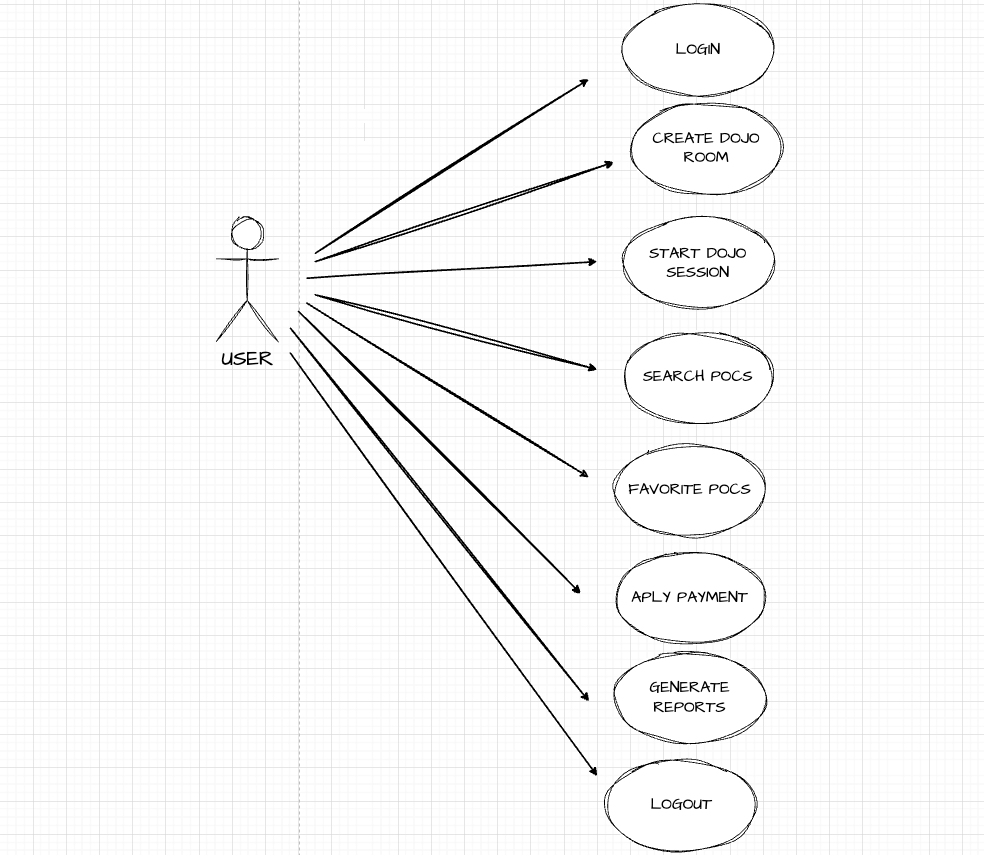 LOGIN
CREATE DOJO
ROOM
START DOJO
SESSION
USER
SEARCH POCS
FAVORITE POCS
APLY PAYMENT
GENERATE
REPORTS
LOGOUT